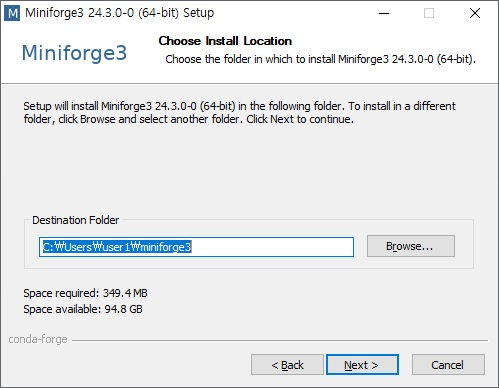 M Miniforge3 24.3.0-0 (64-bit) Setup
Miniforge3
Choose Install Location
Choose the folder in which to install Miniforge3 24.3.0-0 (64-bit).
Setup will install Miniforge3 24.3.0-0 (64-bit) in the following folder. To install in a different
folder, click Browse and select another folder. Click Next to continue.
Destination Folder
C:₩Users₩user1₩miniforge3
Browse...
Space required: 349.4 MB
Space available: 94.8 GB
conda-forge
< Back
Next >
Cancel